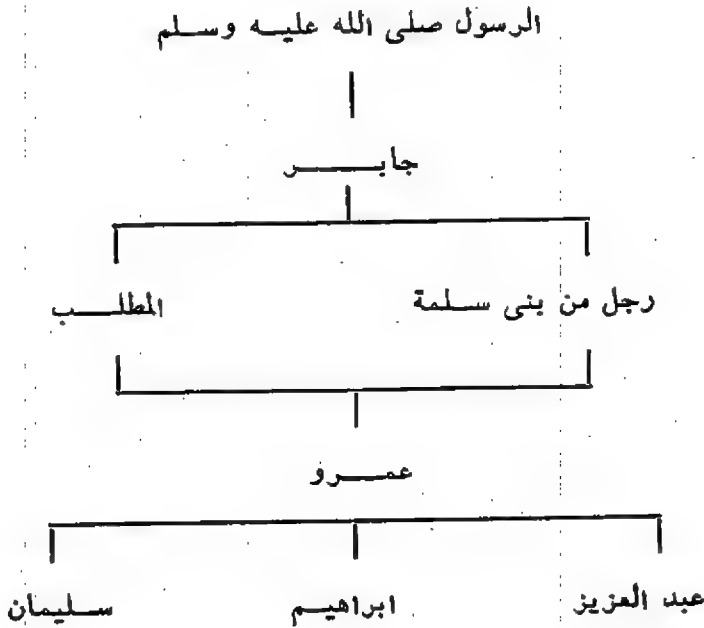 الرسول صلى الله عليه وسلم
جابر
رجل من بنى سلمة المطلب
عمرو
عبد العزيز ابراهيم سليمان